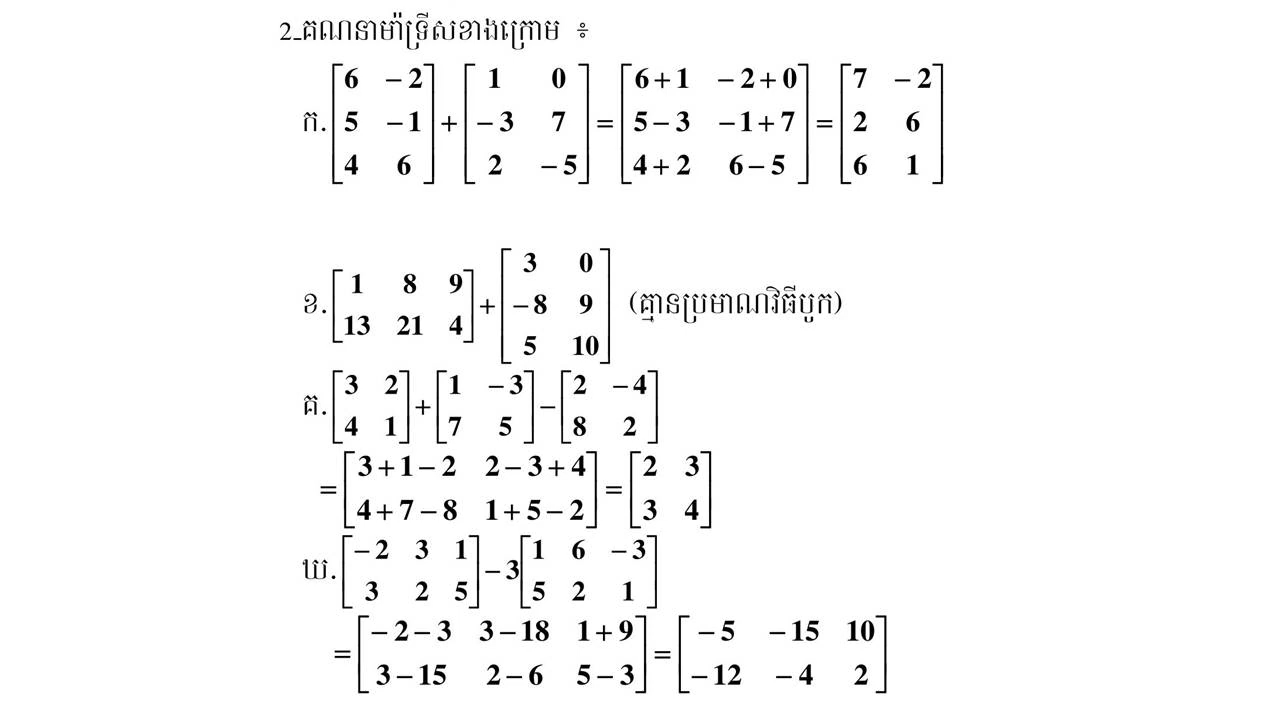 2_គណនាម៉ាទ្រីសខាងក្រោម ៖
ក. [6 −2; 5 −1; 4 6] + [1 0; −3 7; 2 −5] = [6+1 −2+0; 5−3 −1+7; 4+2 6−5] = [7 −2; 2 6; 6 1]
ខ. [1 8 9; 13 21 4] + [3 0; −8 9; 5 10] (គ្មានប្រមាណវិធីបូក)
គ. [3 2; 4 1] + [1 −3; 7 5] − [2 −4; 8 2]
= [3+1−2 2−3+4; 4+7−8 1+5−2] = [2 3; 3 4]
ឃ. [−2 3 1; 3 2 5] − 3[1 6 −3; 5 2 1]
= [−2−3 3−18 1+9; 3−15 2−6 5−3] = [−5 −15 10; −12 −4 2]